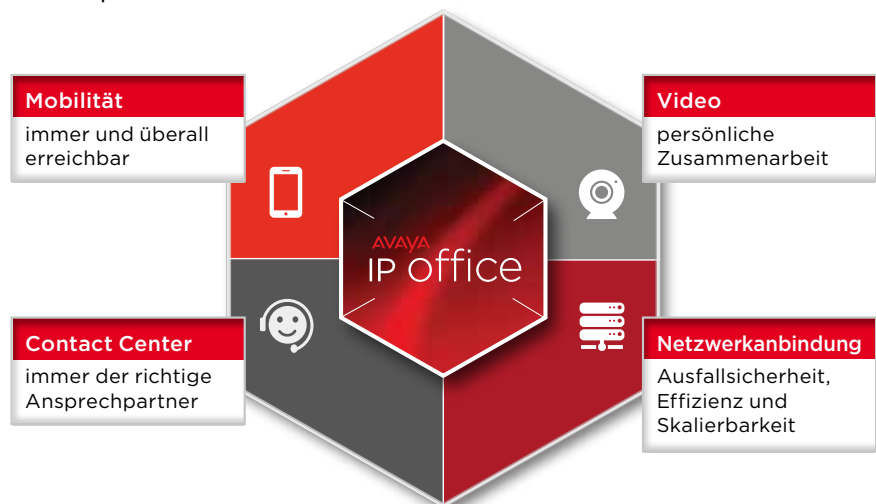 Mobilität
immer und überall
erreichbar
Video
persönliche
Zusammenarbeit
AVAYA
IP office
Contact Center
immer der richtige
Ansprechpartner
Netzwerkanbindung
Ausfallsicherheit,
Effizienz und
Skalierbarkeit